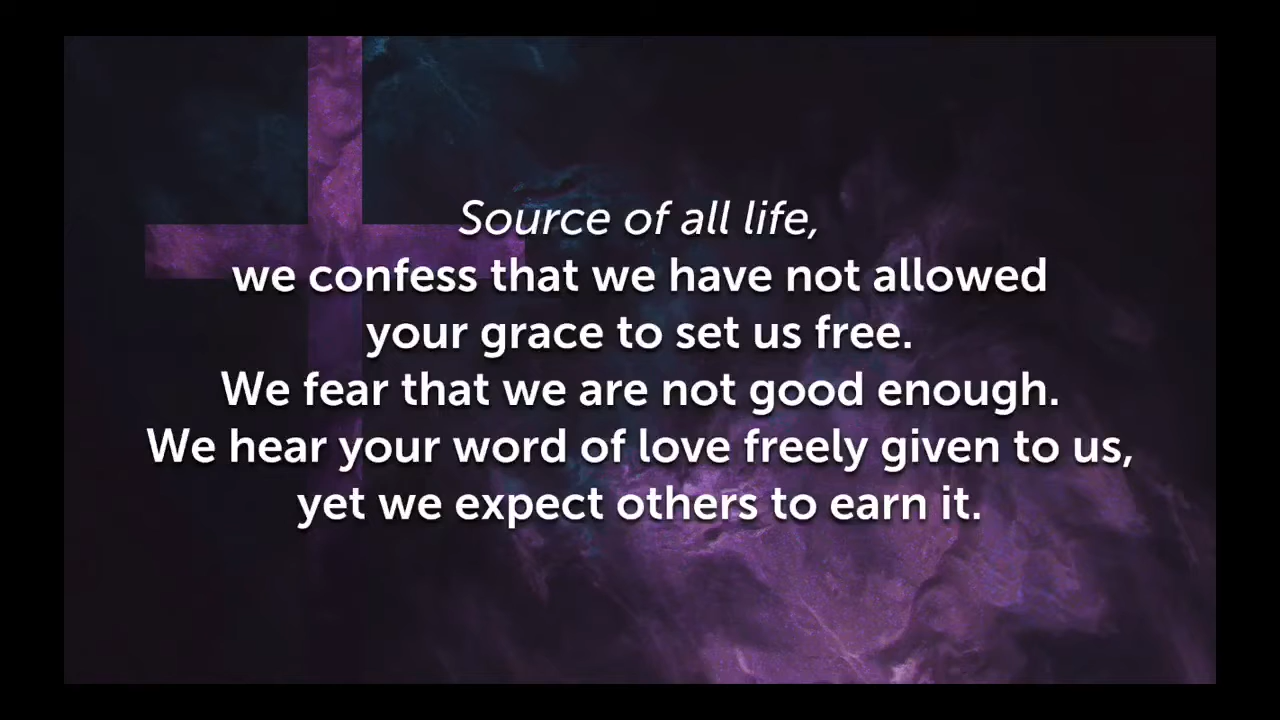 Source of all life,
we confess that we have not allowed
your grace to set us free.
We fear that we are not good enough.
We hear your word of love freely given to us,
yet we expect others to earn it.